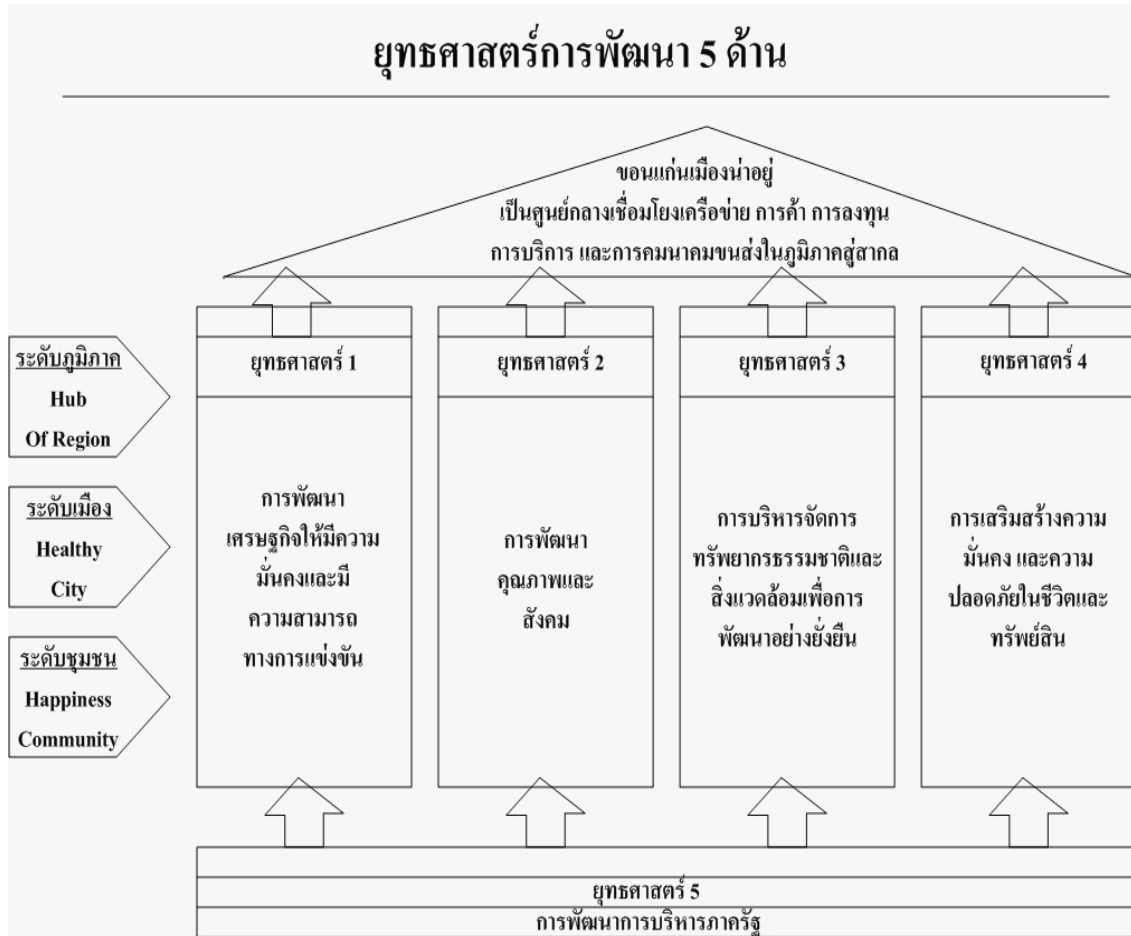 ยุทธศาสตร์การพัฒนา 5 ด้าน
ขอนแก่นเมืองน่าอยู่
เป็นศูนย์กลางเชื่อมโยงเครือข่าย การค้า การลงทุน
การบริการ และการคมนาคมขนส่งในภูมิภาคสู่สากล
ระดับภูมิภาค
Hub
Of Region
ระดับเมือง
Healthy
City
ระดับชุมชน
Happiness
Community
ยุทธศาสตร์ 1
การพัฒนา
เศรษฐกิจให้มีความ
มั่นคงและมี
ความสามารถ
ทางการแข่งขัน
ยุทธศาสตร์ 2
การพัฒนา
คุณภาพและ
สังคม
ยุทธศาสตร์ 3
การบริหารจัดการ
ทรัพยากรธรรมชาติและ
สิ่งแวดล้อมเพื่อการ
พัฒนาอย่างยั่งยืน
ยุทธศาสตร์ 4
การเสริมสร้างความ
มั่นคง และความ
ปลอดภัยในชีวิตและ
ทรัพย์สิน
ยุทธศาสตร์ 5
การพัฒนาการบริหารภาครัฐ